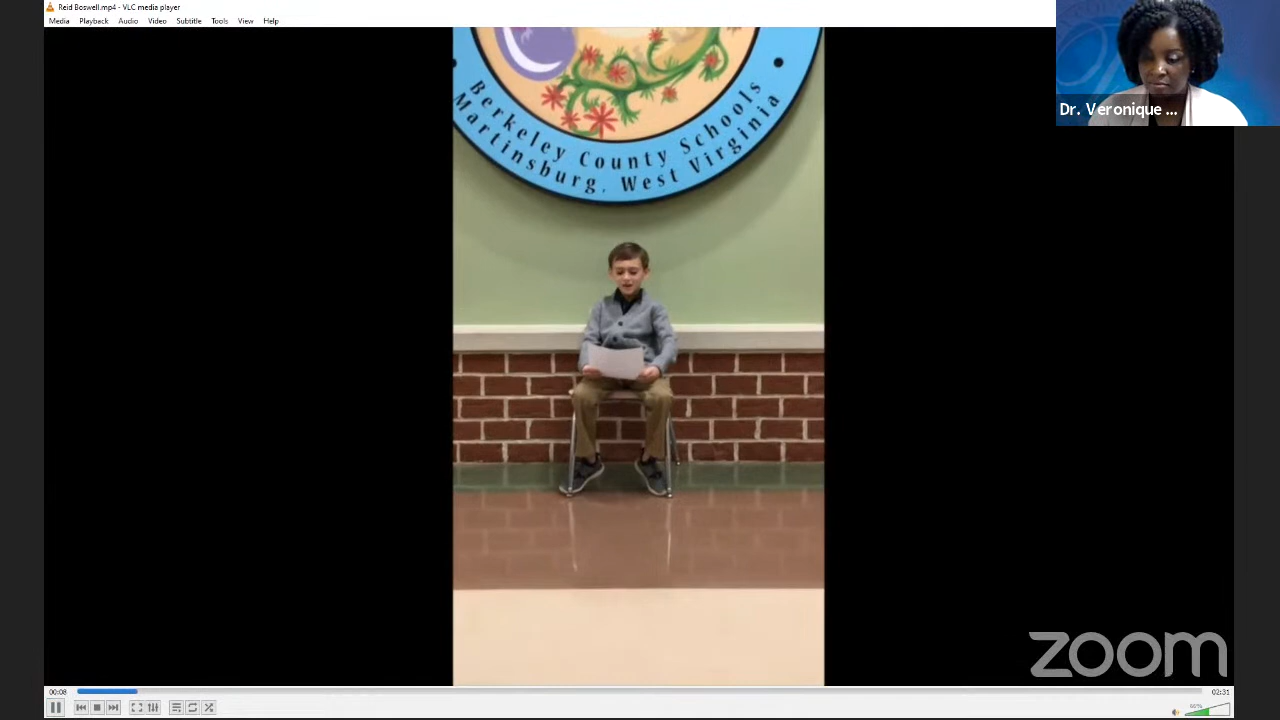 Reid Boswell.mp4 - VLC media player
Media Playback Audio Video Subtitle Tools View Help
Dr. Veronique ...
Berkeley County Schools
Martinsburg, West Virginia
zoom
00:08
02:31